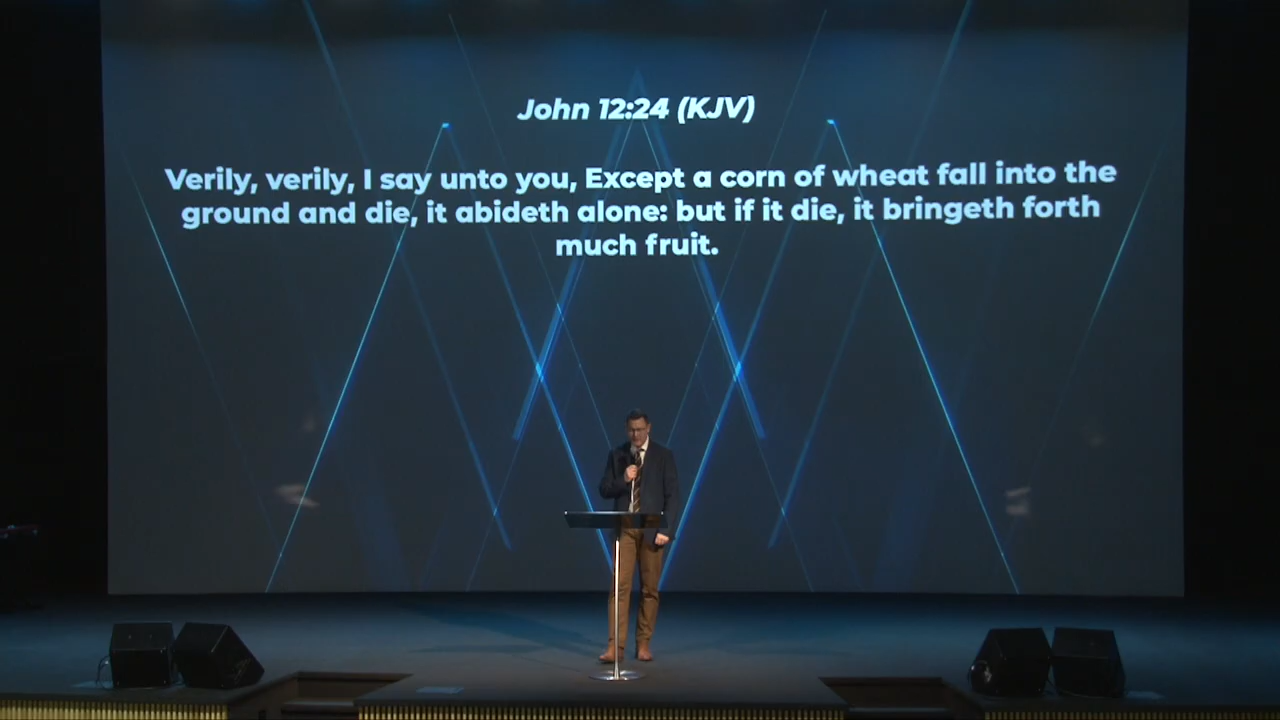 John 12:24 (KJV)
Verily, verily, I say unto you, Except a corn of wheat fall into the
ground and die, it abideth alone: but if it die, it bringeth forth
much fruit.